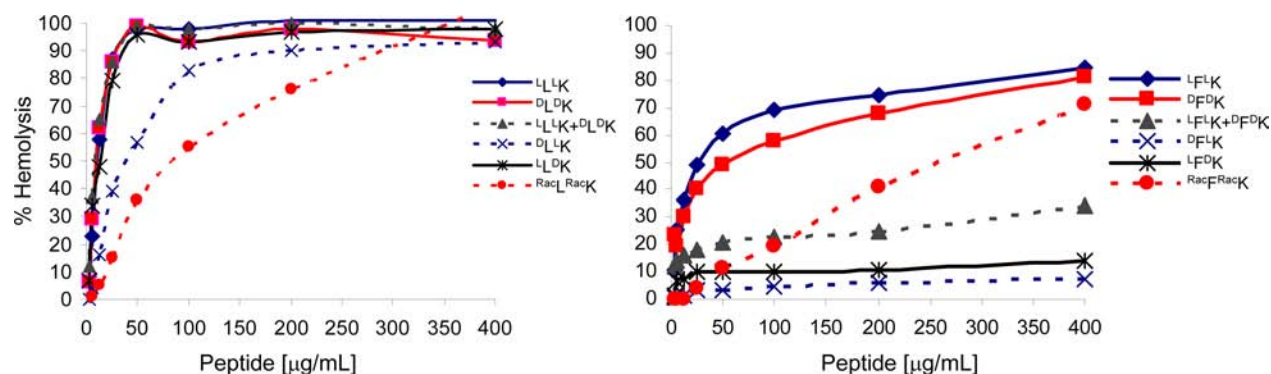 % Hemolysis
100
90
80
70
60
50
40
30
20
10
0
0 50 100 150 200 250 300 350 400
Peptide [μg/mL]
ᴸLᴸK
ᴰLᴰK
ᴸLᴸK+ᴰLᴰK
ᴰLᴸK
ᴸLᴰK
ᴿᵃᶜLᴿᵃᶜK
100
90
80
70
60
50
40
30
20
10
0
0 50 100 150 200 250 300 350 400
Peptide [μg/mL]
ᴸFᴸK
ᴰFᴰK
ᴸFᴸK+ᴰFᴰK
ᴰFᴸK
ᴸFᴰK
ᴿᵃᶜFᴿᵃᶜK